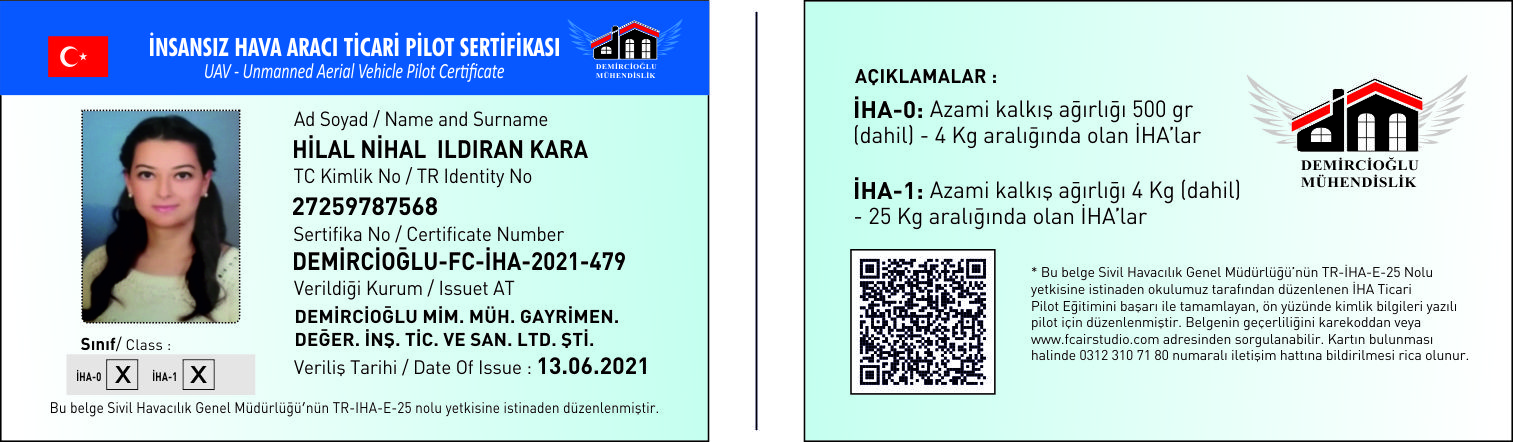 İNSANSIZ HAVA ARACI TİCARİ PİLOT SERTİFİKASI
UAV - Unmanned Aerial Vehicle Pilot Certificate
DEMİRCİOĞLU
MÜHENDİSLİK
Ad Soyad / Name and Surname
HİLAL NİHAL ILDIRAN KARA
TC Kimlik No / TR Identity No
27259787568
Sertifika No / Certificate Number
DEMİRCİOĞLU-FC-İHA-2021-479
Verildiği Kurum / Issuet AT
DEMİRCİOĞLU MİM. MÜH. GAYRİMEN.
DEĞER. İNŞ. TİC. VE SAN. LTD. ŞTİ.
Veriliş Tarihi / Date Of Issue : 13.06.2021
Sınıf/ Class :
İHA-0 X İHA-1 X
Bu belge Sivil Havacılık Genel Müdürlüğü'nün TR-IHA-E-25 nolu yetkisine istinaden düzenlenmiştir.
AÇIKLAMALAR :
İHA-0: Azami kalkış ağırlığı 500 gr
(dahil) - 4 Kg aralığında olan İHA'lar
İHA-1: Azami kalkış ağırlığı 4 Kg (dahil)
- 25 Kg aralığında olan İHA'lar
DEMİRCİOĞLU
MÜHENDİSLİK
* Bu belge Sivil Havacılık Genel Müdürlüğü'nün TR-İHA-E-25 Nolu
yetkisine istinaden okulumuz tarafından düzenlenen İHA Ticari
Pilot Eğitimini başarı ile tamamlayan, ön yüzünde kimlik bilgileri yazılı
pilot için düzenlenmiştir. Belgenin geçerliliğini karekoddan veya
www.fcairstudio.com adresinden sorgulanabilir. Kartın bulunması
halinde 0312 310 71 80 numaralı iletişim hattına bildirilmesi rica olunur.